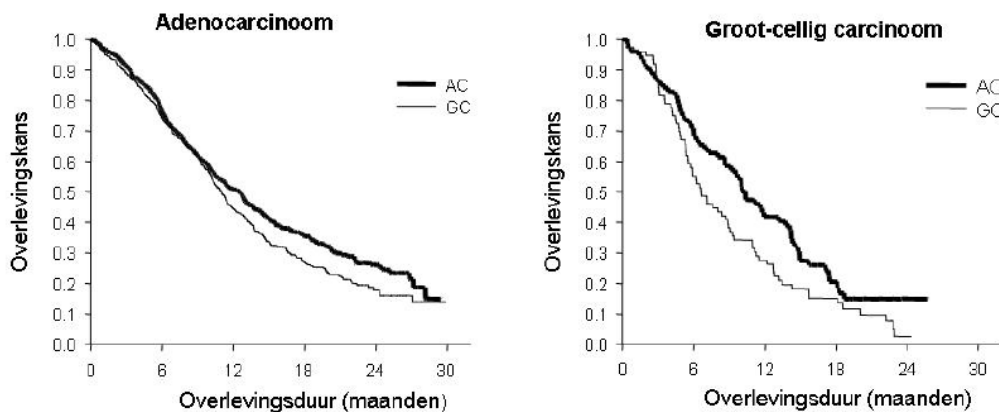 Adenocarcinoom
1.0
0.9
0.8
0.7
0.6
0.5
0.4
0.3
0.2
0.1
0.0
Overlevingskans
AC
GC
0 6 12 18 24 30
Overlevingsduur (maanden)
Groot-cellig carcinoom
1.0
0.9
0.8
0.7
0.6
0.5
0.4
0.3
0.2
0.1
0.0
Overlevingskans
AC
GC
0 6 12 18 24 30
Overlevingsduur (maanden)